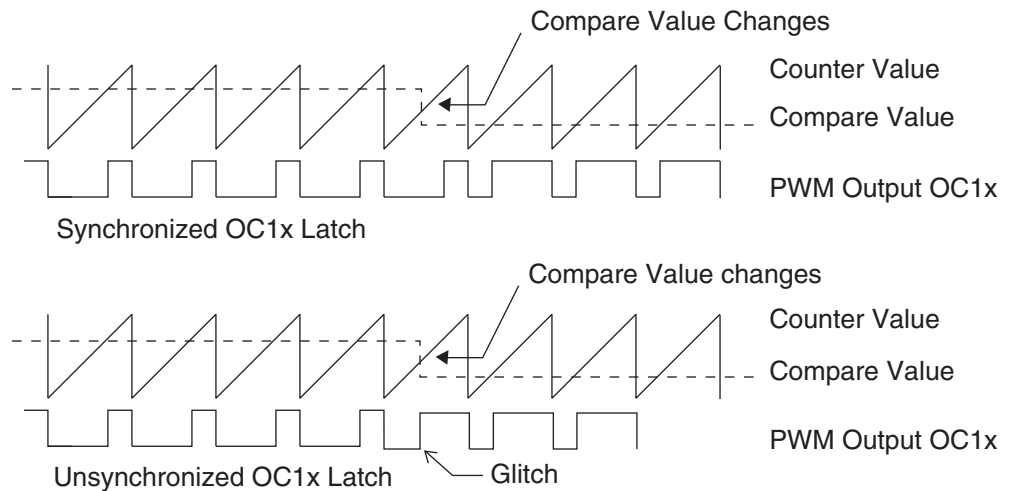 Compare Value Changes
Counter Value
Compare Value
PWM Output OC1x
Synchronized OC1x Latch
Compare Value changes
Counter Value
Compare Value
PWM Output OC1x
Unsynchronized OC1x Latch
Glitch